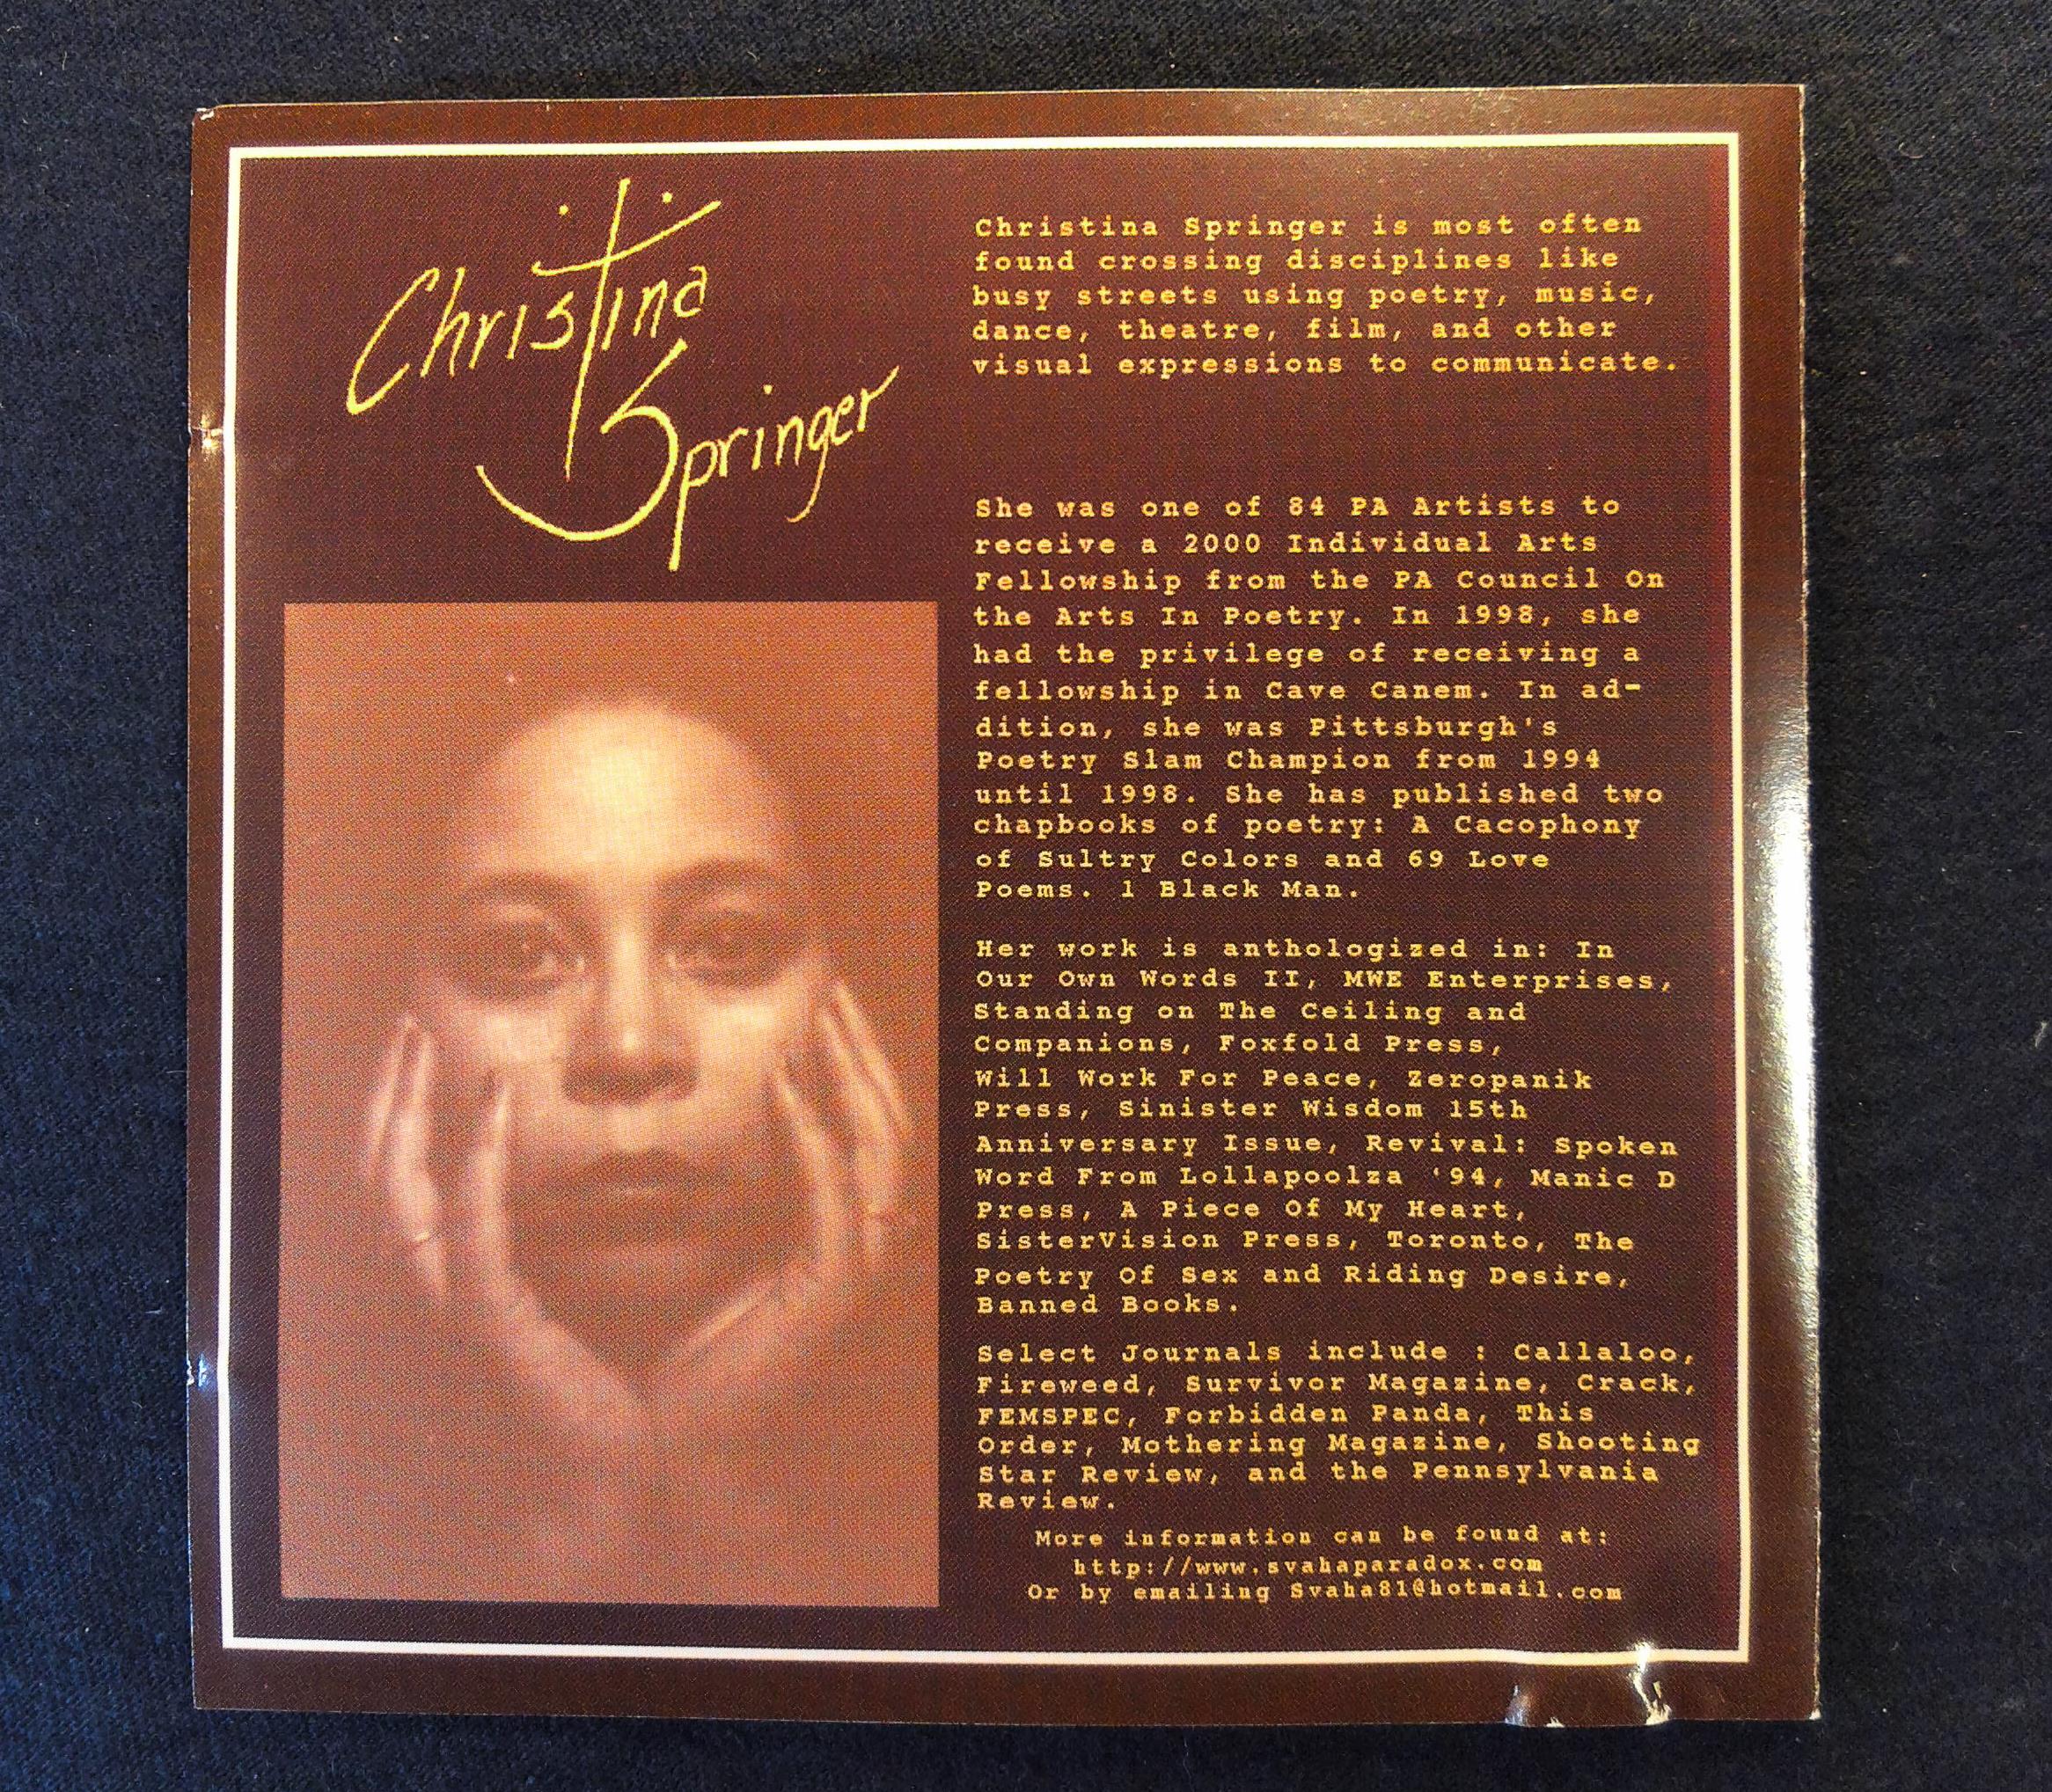 Christina
Springer
Christina Springer is most often
found crossing disciplines like
busy streets using poetry, music,
dance, theatre, film, and other
visual expressions to communicate.
She was one of 84 PA Artists to
receive a 2000 Individual Arts
Fellowship from the PA Council On
the Arts In Poetry. In 1998, she
had the privilege of receiving a
fellowship in Cave Canem. In ad-
dition, she was Pittsburgh's
Poetry Slam Champion from 1994
until 1998. She has published two
chapbooks of poetry: A Cacophony
of Sultry Colors and 69 Love
Poems. 1 Black Man.
Her work is anthologized in: In
Our Own Words II, MWE Enterprises,
Standing on The Ceiling and
Companions, Foxfold Press,
Will Work For Peace, Zeropanik
Press, Sinister Wisdom 15th
Anniversary Issue, Revival: Spoken
Word From Lollapoolza '94, Manic D
Press, A Piece Of My Heart,
SisterVision Press, Toronto, The
Poetry Of Sex and Riding Desire,
Banned Books.
Select Journals include : Callaloo,
Fireweed, Survivor Magazine, Crack,
FEMSPEC, Forbidden Panda, This
Order, Mothering Magazine, Shooting
Star Review, and the Pennsylvania
Review.
More information can be found at:
http://www.svahaparadox.com
Or by emailing Svaha81@hotmail.com